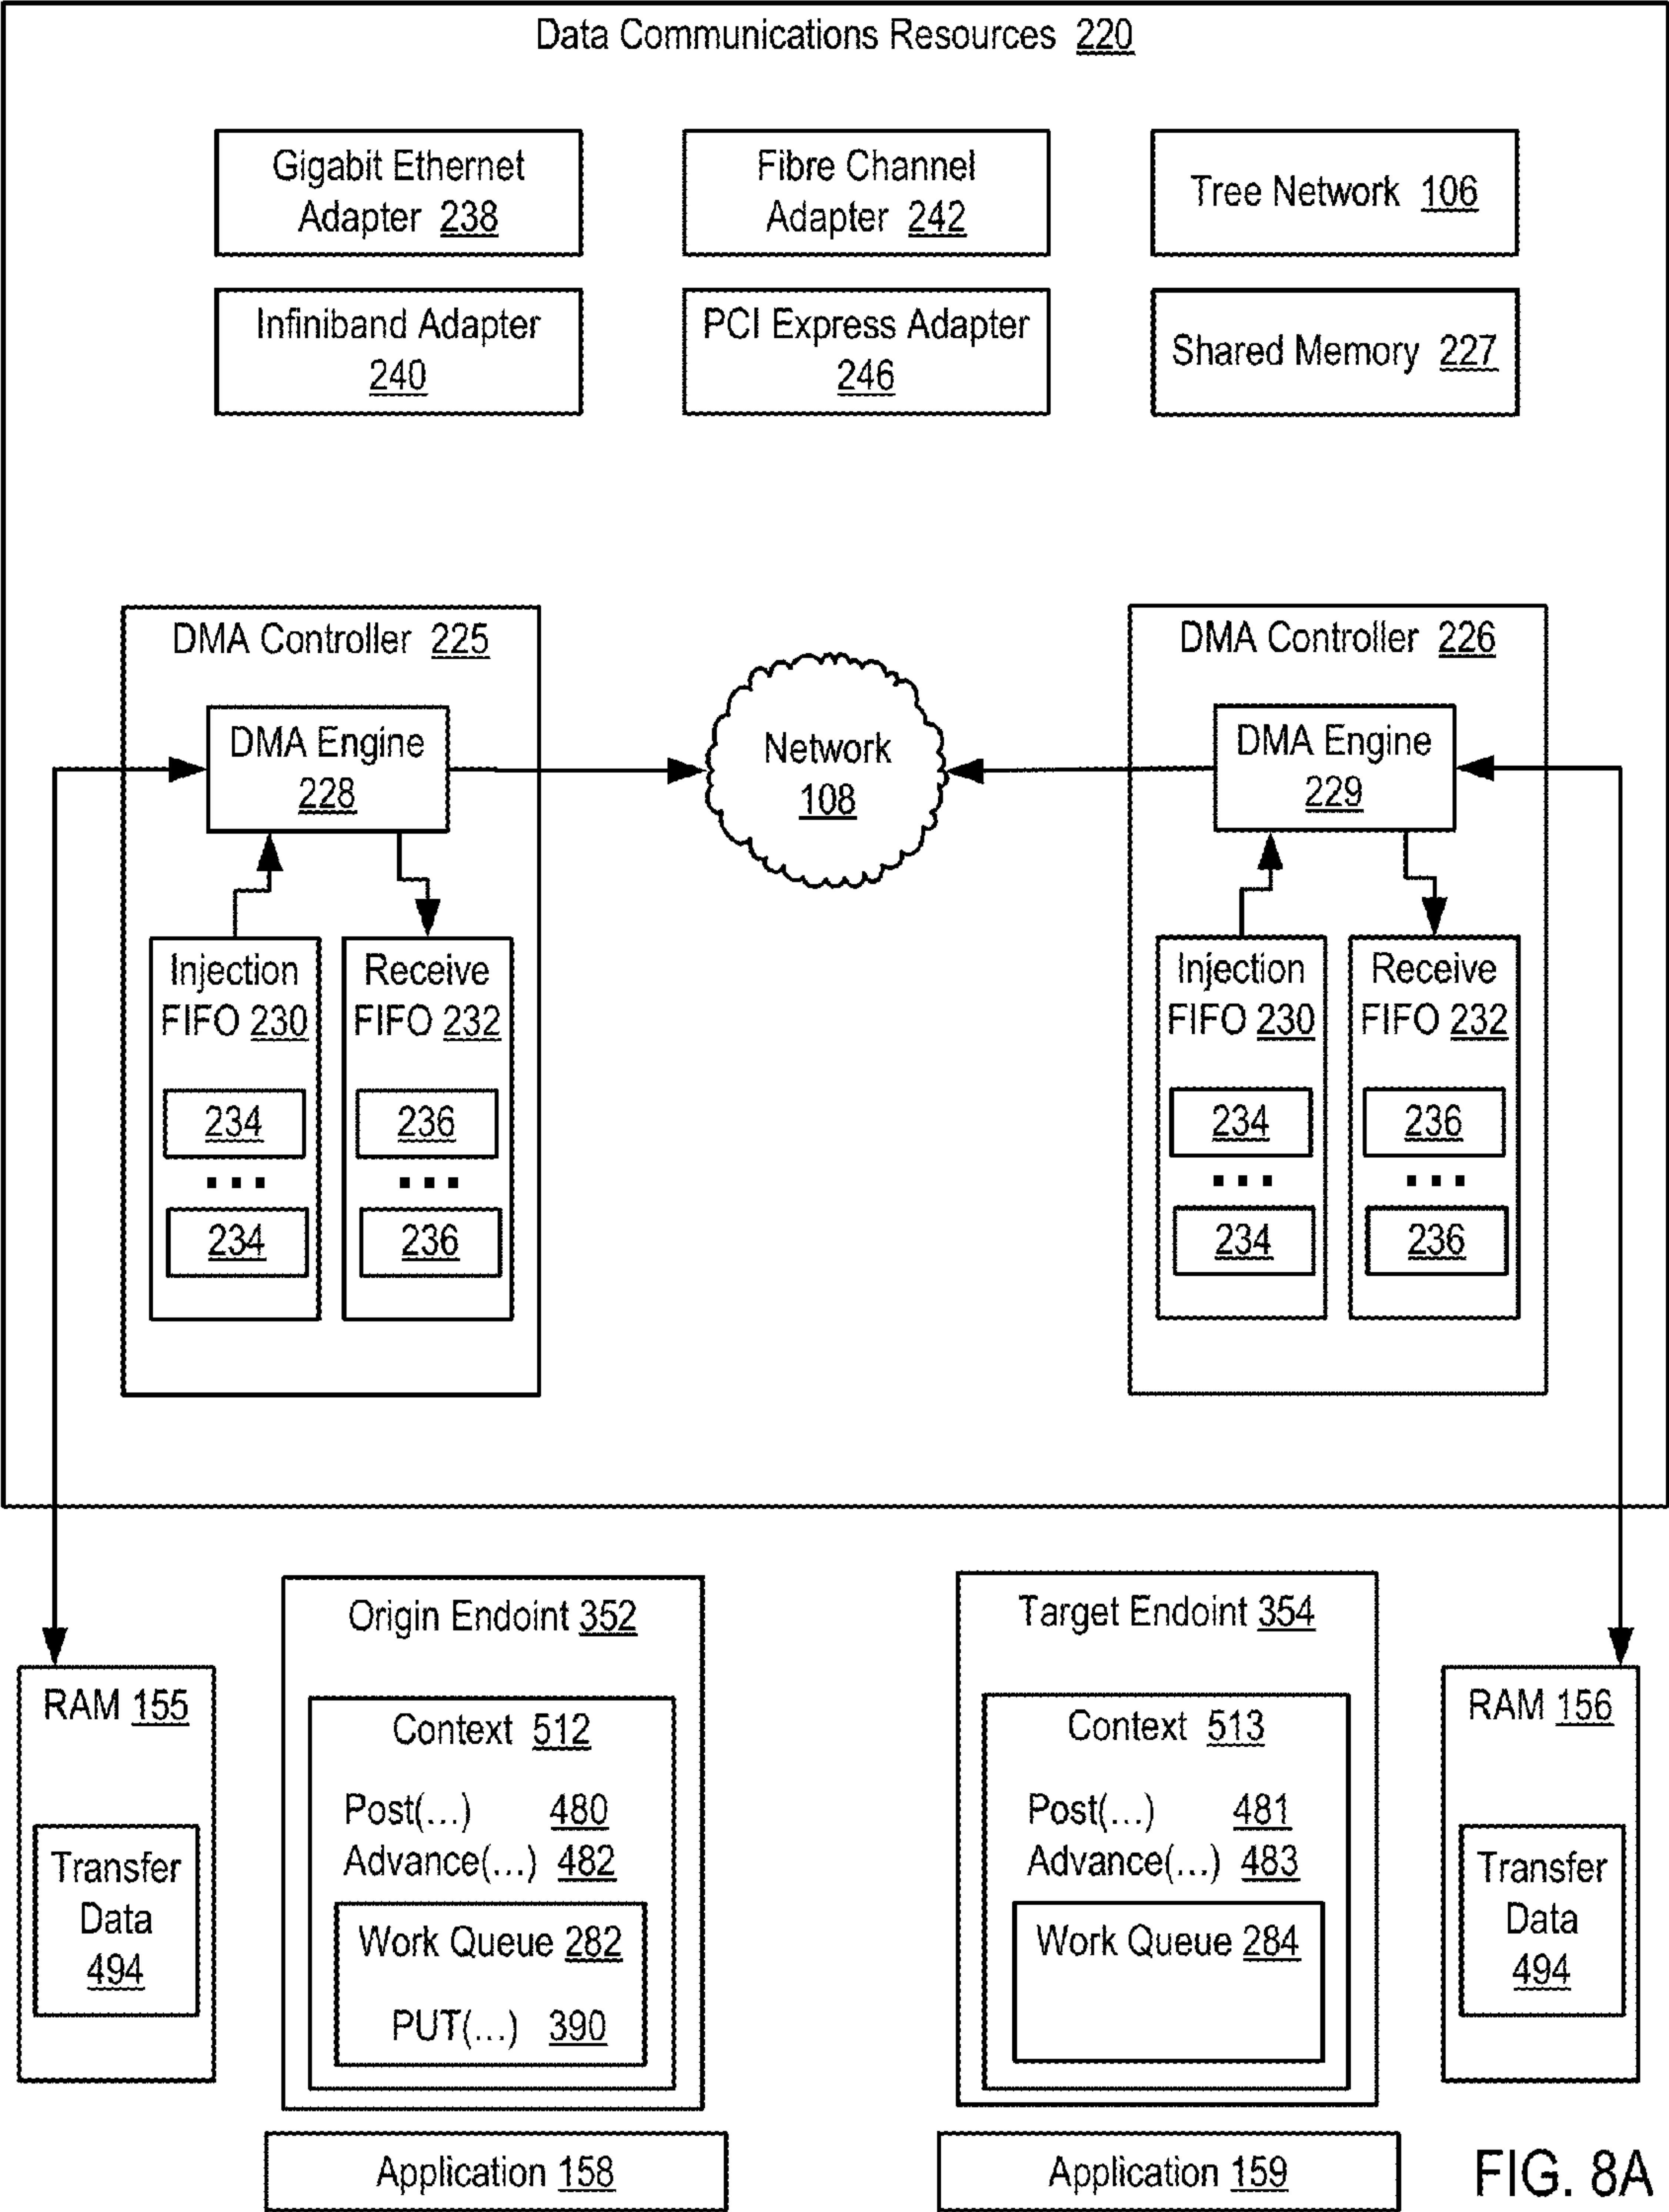 Data Communications Resources 220
Gigabit Ethernet
Adapter 238
Fibre Channel
Adapter 242
Tree Network 106
Infiniband Adapter
240
PCI Express Adapter
246
Shared Memory 227
DMA Controller 225
DMA Engine
228
Injection
FIFO 230
234
...
234
Receive
FIFO 232
236
...
236
Network
108
DMA Controller 226
DMA Engine
229
Injection
FIFO 230
234
...
234
Receive
FIFO 232
236
...
236
RAM 155
Transfer
Data
494
Origin Endoint 352
Context 512
Post(...) 480
Advance(...) 482
Work Queue 282
PUT(...) 390
Application 158
Target Endoint 354
Context 513
Post(...) 481
Advance(...) 483
Work Queue 284
Application 159
RAM 156
Transfer
Data
494
FIG. 8A